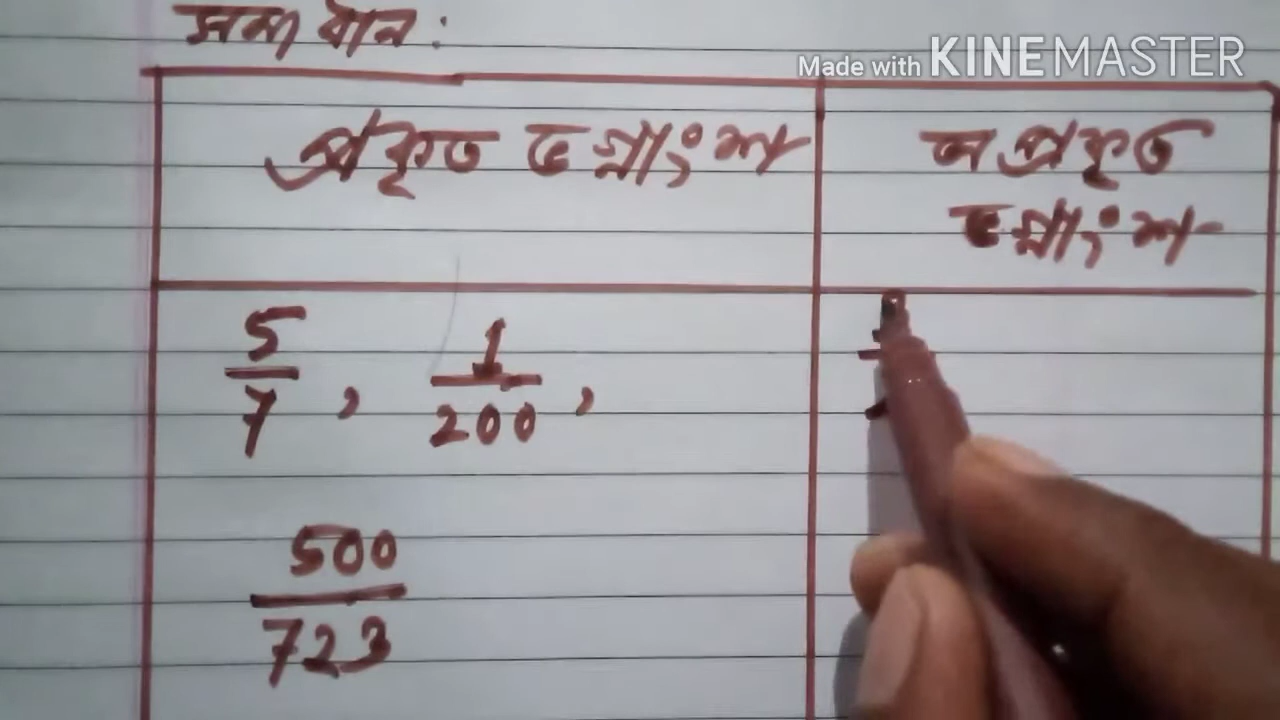 সমাধান:
Made with KINEMASTER
প্রকৃত ভগ্নাংশ
অপ্রকৃত
ভগ্নাংশ
5/7, 1/200,
500/723